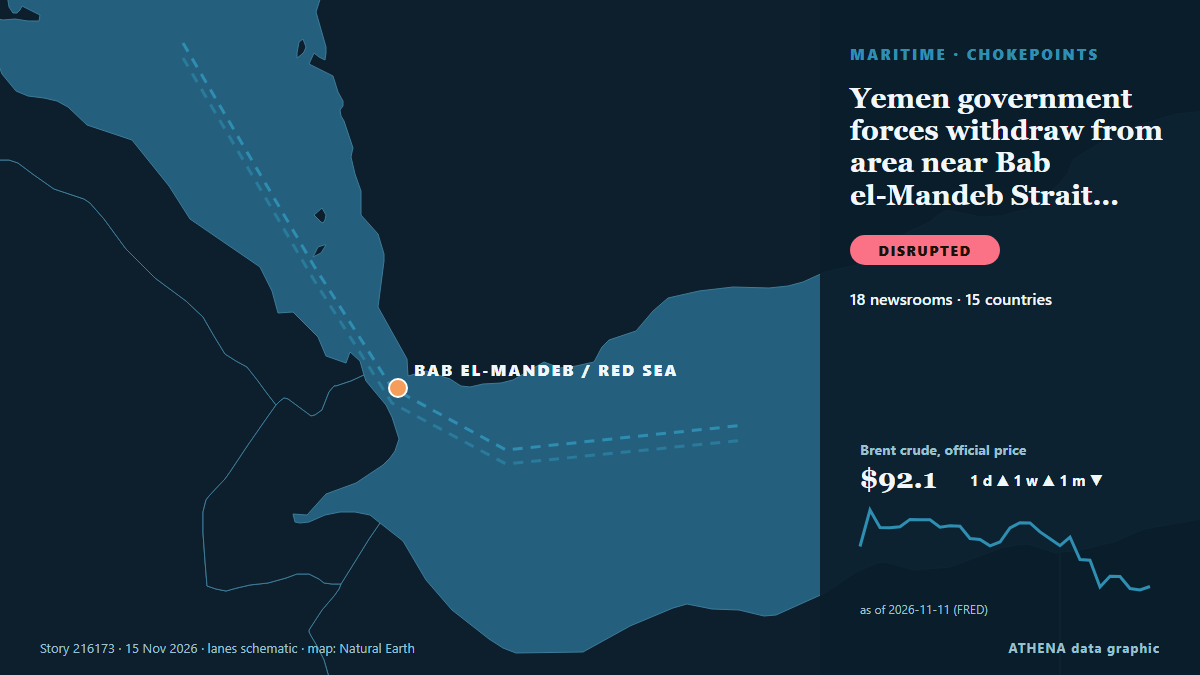 MARITIME · CHOKEPOINTS
Yemen government
forces withdraw from
area near Bab
el-Mandeb Strait...
DISRUPTED
18 newsrooms · 15 countries
BAB EL-MANDEB / RED SEA
Brent crude, official price
$92.1 1 d ▲ 1 w ▲ 1 m ▼
as of 2026-11-11 (FRED)
Story 216173 · 15 Nov 2026 · lanes schematic · map: Natural Earth
ATHENA data graphic